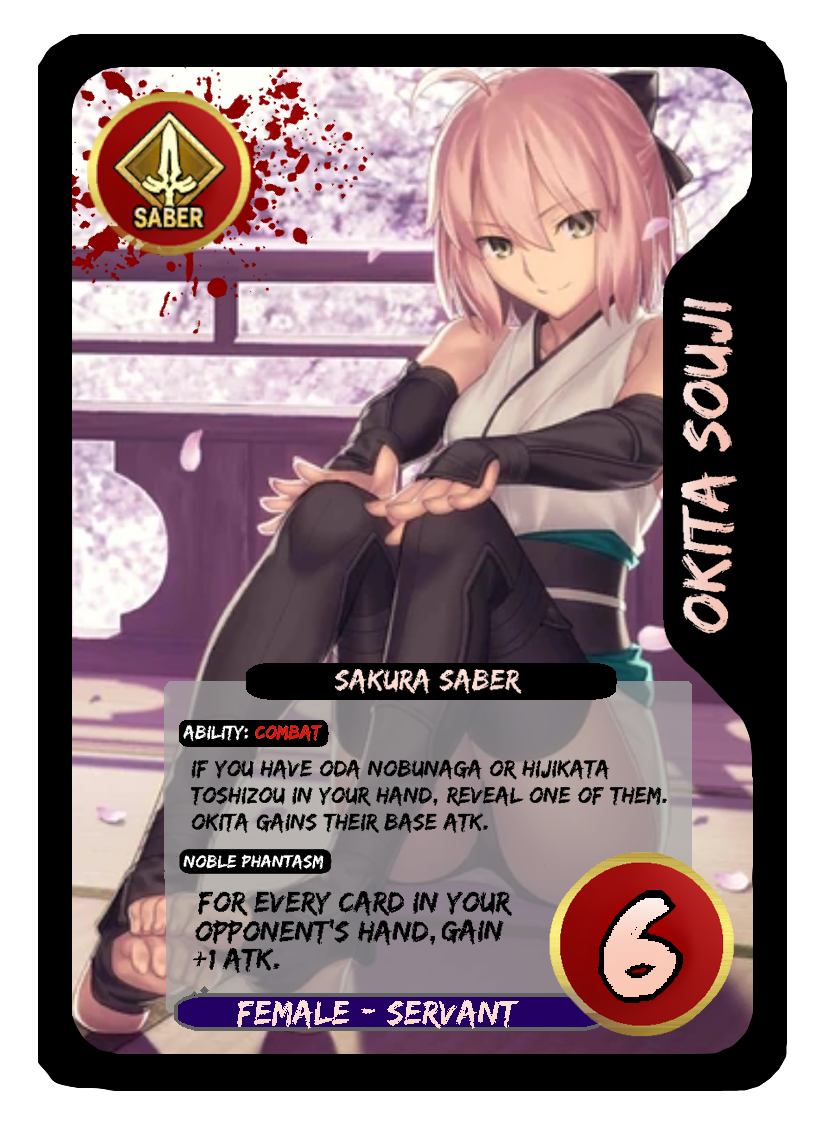 SABER
OKITA SOUJI
SAKURA SABER
ABILITY: COMBAT
IF YOU HAVE ODA NOBUNAGA OR HIJIKATA
TOSHIZOU IN YOUR HAND, REVEAL ONE OF THEM.
OKITA GAINS THEIR BASE ATK.
NOBLE PHANTASM
FOR EVERY CARD IN YOUR
OPPONENT'S HAND, GAIN
+1 ATK.
6
FEMALE - SERVANT